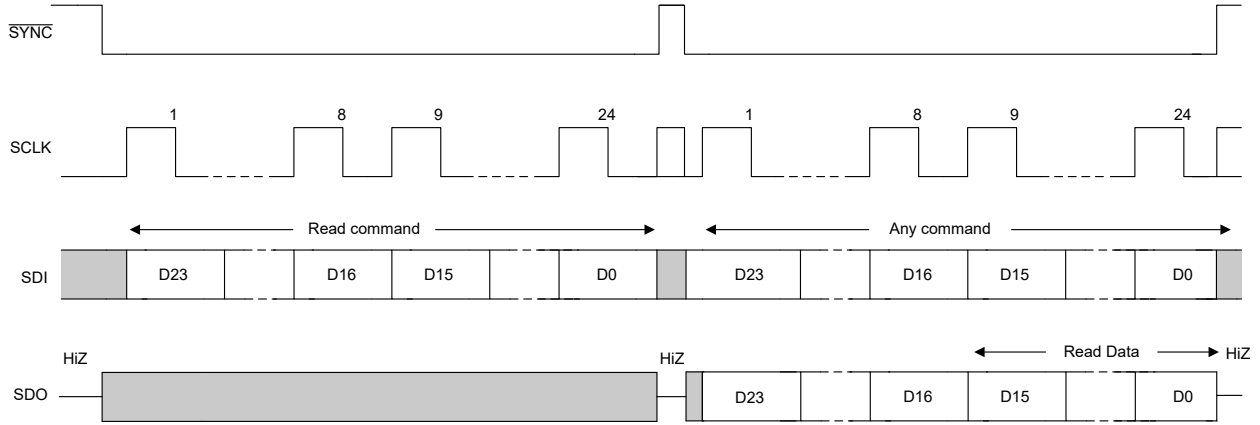 SYNC
1 8 9 24 1 8 9 24
SCLK
Read command Any command
SDI D23 D16 D15 D0 D23 D16 D15 D0
HiZ HiZ Read Data HiZ
SDO D23 D16 D15 D0